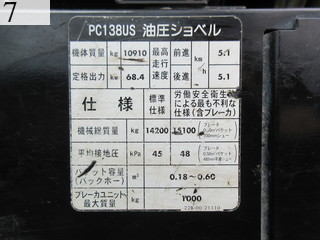 7
PC138US 油圧ショベル
機体質量 kg 10910 最高走行速度 前進 km/h 5.1
定格出力 kw 68.4 後進 5.1
仕様 標準仕様 労働安全衛生
による最も不利な
仕様(含ブレーカ)
機械総質量 kg 14200 15100
平均接地圧 kPa 45 48
バケット容量
(バックホー) m³ 0.18~0.60
ブレーカユニット
最大質量 kg 1000